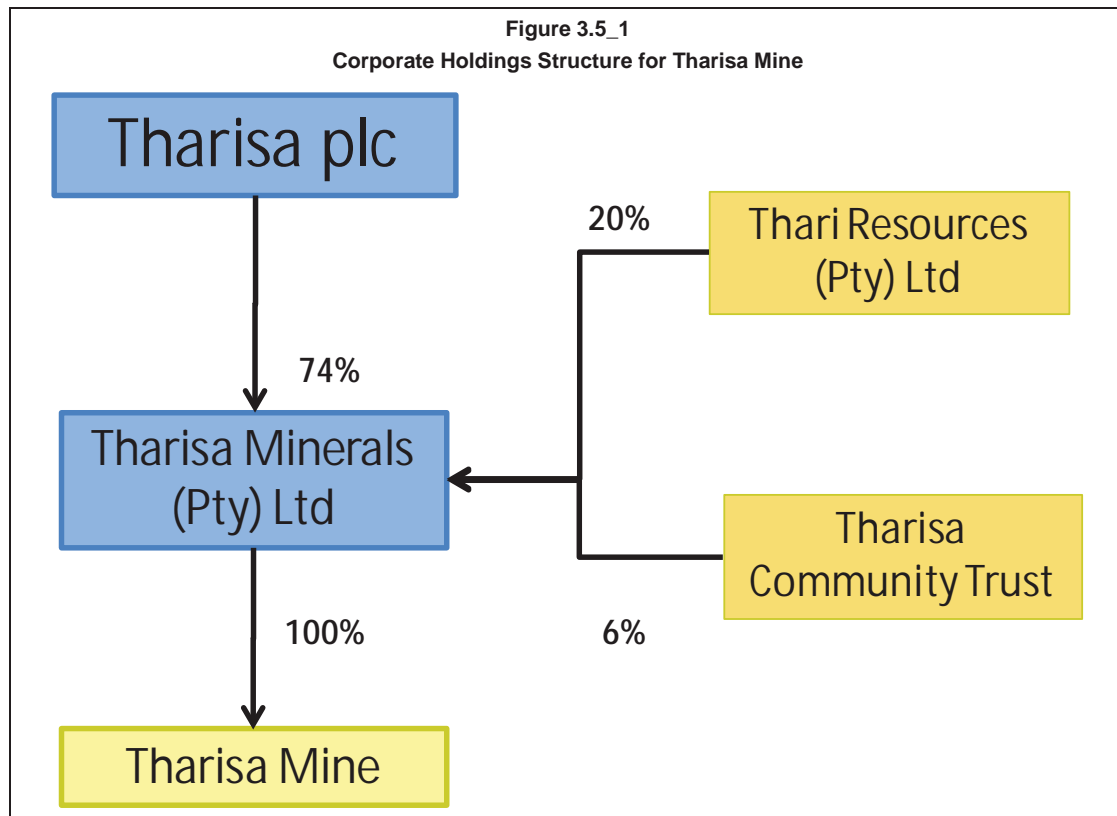 Figure 3.5_1
Corporate Holdings Structure for Tharisa Mine
Tharisa plc
20%
Thari Resources
(Pty) Ltd
74%
Tharisa Minerals
(Pty) Ltd
Tharisa
Community Trust
100%
6%
Tharisa Mine